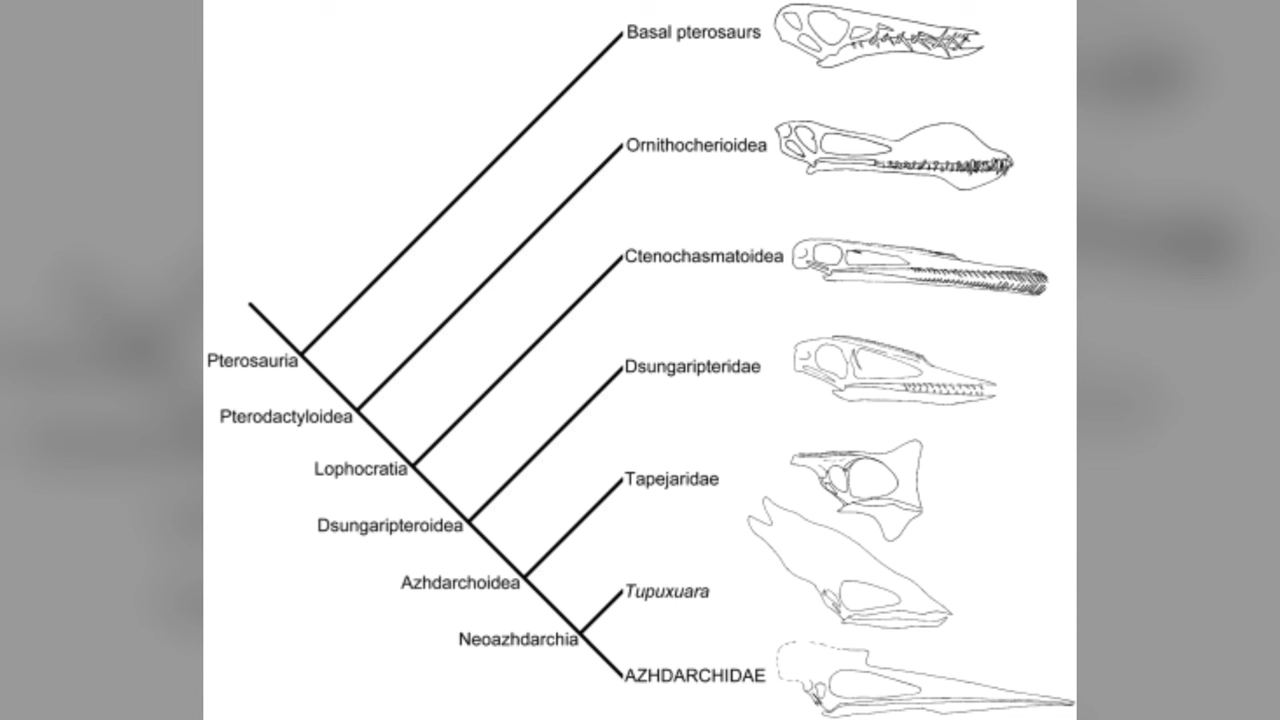 Basal pterosaurs
Ornithocherioidea
Ctenochasmatoidea
Dsungaripteridae
Tapejaridae
Tupuxuara
AZHDARCHIDAE
Pterosauria
Pterodactyloidea
Lophocratia
Dsungaripteroidea
Azhdarchoidea
Neoazhdarchia